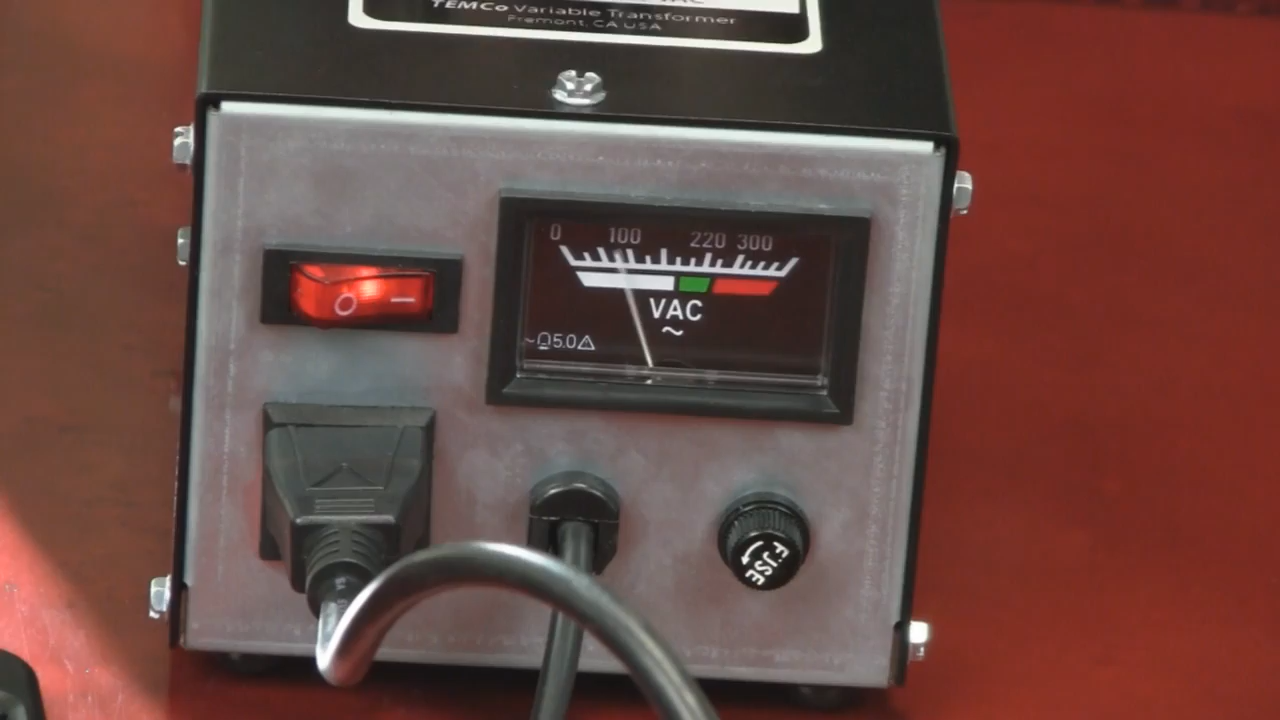 TEMCo Variable Transformer
Fremont, CA USA
0 100 220 300
VAC
~
5.0
O
FUSE